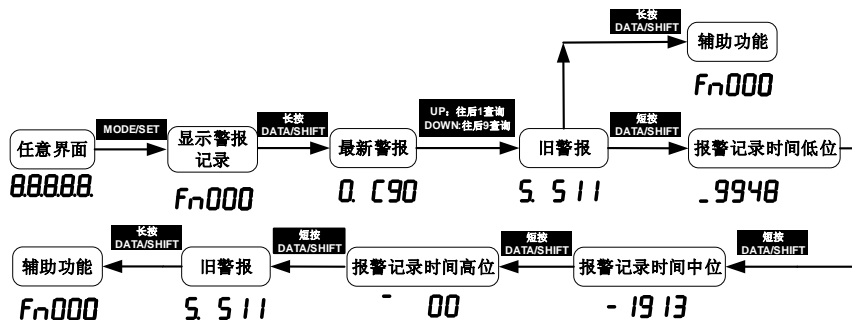 长按
DATA/SHIFT
辅助功能
Fn000
任意界面
8.8.8.8.8.
MODE/SET
显示警报
记录
Fn000
长按
DATA/SHIFT
最新警报
0. C90
UP：往后1查询
DOWN:往后9查询
旧警报
5. 511
短按
DATA/SHIFT
报警记录时间低位
_9948
短按
DATA/SHIFT
报警记录时间中位
- 1913
短按
DATA/SHIFT
报警记录时间高位
‾ 00
短按
DATA/SHIFT
旧警报
5. 511
长按
DATA/SHIFT
辅助功能
Fn000